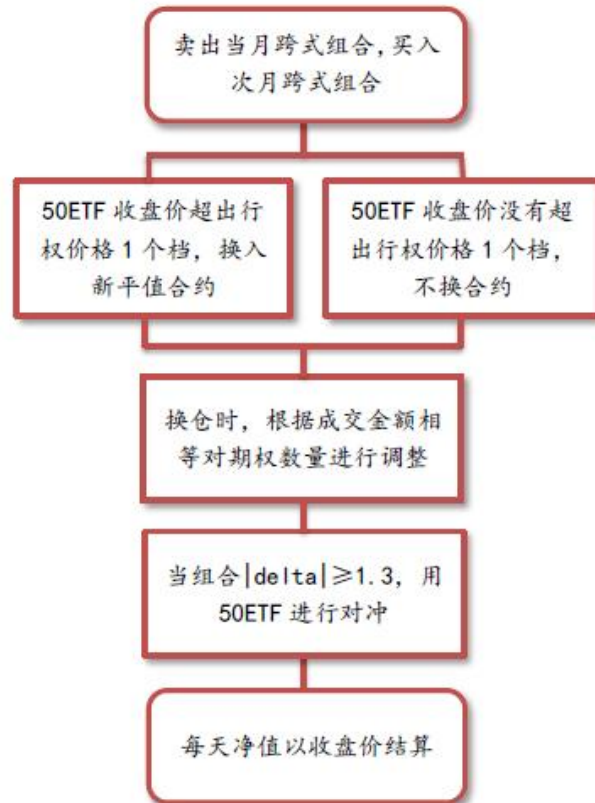 卖出当月跨式组合,买入
次月跨式组合
50ETF 收盘价超出行
权价格 1 个档，换入
新平值合约
50ETF 收盘价没有超
出行权价格 1 个档，
不换合约
换仓时，根据成交金额相
等对期权数量进行调整
当组合|delta|≥1.3，用
50ETF 进行对冲
每天净值以收盘价结算